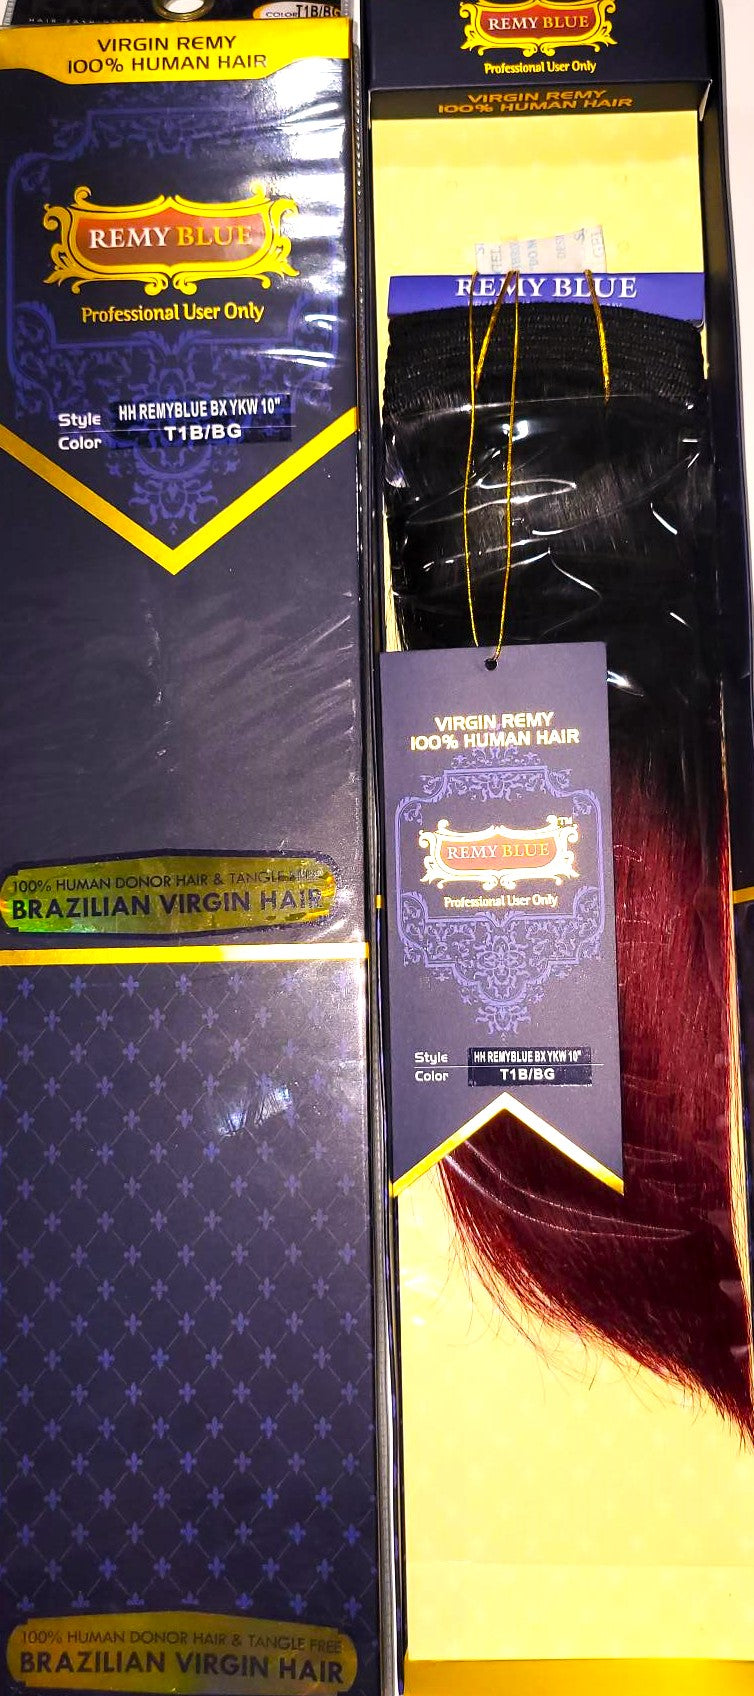 HAIR
COLOR T1B/BG
VIRGIN REMY
100% HUMAN HAIR
REMY BLUE
Professional User Only
Style HH REMYBLUE BX YKW 10"
Color T1B/BG
100% HUMAN DONOR HAIR & TANGLE FREE
BRAZILIAN VIRGIN HAIR
100% HUMAN DONOR HAIR & TANGLE FREE
BRAZILIAN VIRGIN HAIR
REMY BLUE
Professional User Only
VIRGIN REMY
100% HUMAN HAIR
REMY BLUE
VIRGIN REMY
100% HUMAN HAIR
REMY BLUE TM
Professional User Only
Style HH REMYBLUE BX YKW 10"
Color T1B/BG